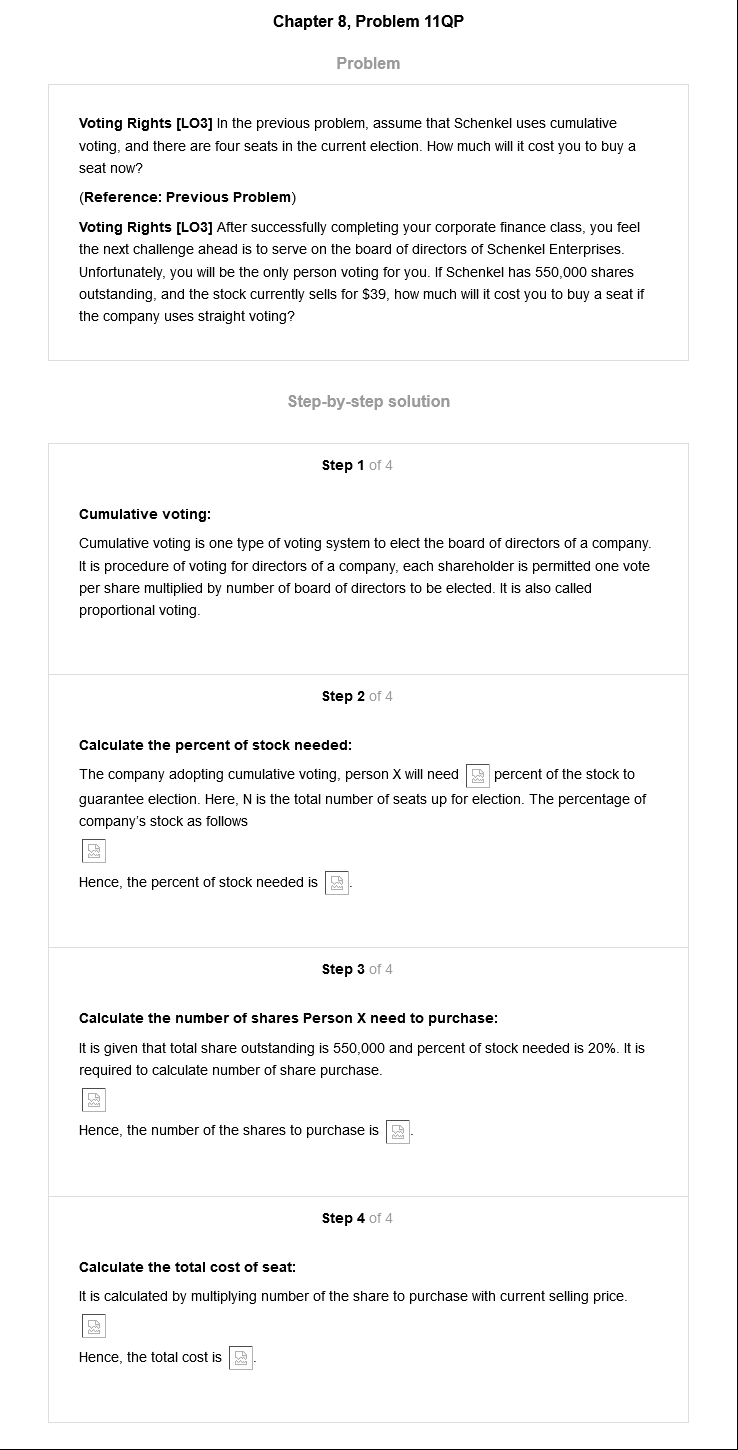 Chapter 8, Problem 11QP
Problem
Voting Rights [LO3] In the previous problem, assume that Schenkel uses cumulative
voting, and there are four seats in the current election. How much will it cost you to buy a
seat now?
(Reference: Previous Problem)
Voting Rights [LO3] After successfully completing your corporate finance class, you feel
the next challenge ahead is to serve on the board of directors of Schenkel Enterprises.
Unfortunately, you will be the only person voting for you. If Schenkel has 550,000 shares
outstanding, and the stock currently sells for $39, how much will it cost you to buy a seat if
the company uses straight voting?
Step-by-step solution
Step 1 of 4
Cumulative voting:
Cumulative voting is one type of voting system to elect the board of directors of a company.
It is procedure of voting for directors of a company, each shareholder is permitted one vote
per share multiplied by number of board of directors to be elected. It is also called
proportional voting.
Step 2 of 4
Calculate the percent of stock needed:
The company adopting cumulative voting, person X will need percent of the stock to
guarantee election. Here, N is the total number of seats up for election. The percentage of
company's stock as follows
Hence, the percent of stock needed is .
Step 3 of 4
Calculate the number of shares Person X need to purchase:
It is given that total share outstanding is 550,000 and percent of stock needed is 20%. It is
required to calculate number of share purchase.
Hence, the number of the shares to purchase is .
Step 4 of 4
Calculate the total cost of seat:
It is calculated by multiplying number of the share to purchase with current selling price.
Hence, the total cost is .